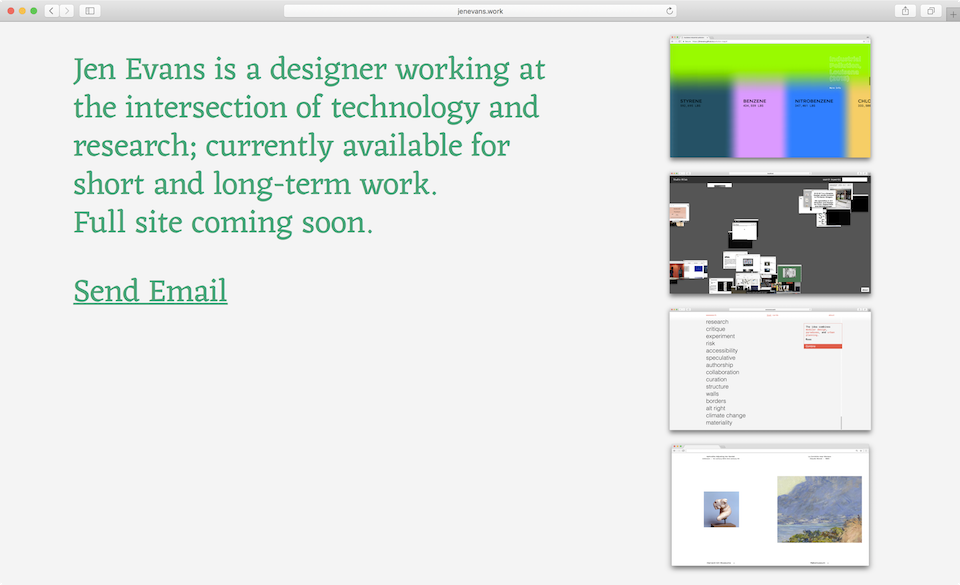 jenevans.work
Jen Evans is a designer working at
the intersection of technology and
research; currently available for
short and long-term work.
Full site coming soon.
Send Email
STYRENE
BENZENE
NITROBENZENE
CHLO
research
critique
experiment
risk
accessibility
speculative
authorship
collaboration
curation
structure
walls
borders
alt right
climate change
materiality